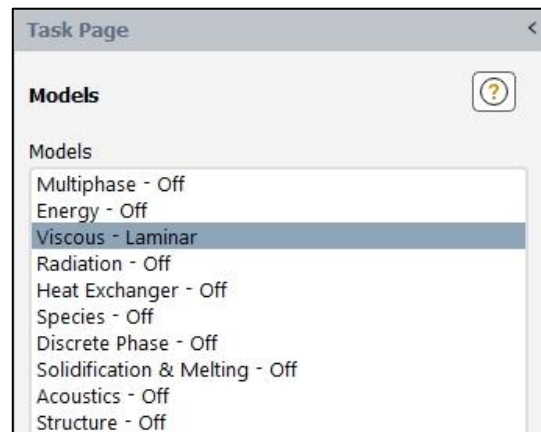 Task Page <
Models
?
Models
Multiphase - Off
Energy - Off
Viscous - Laminar
Radiation - Off
Heat Exchanger - Off
Species - Off
Discrete Phase - Off
Solidification & Melting - Off
Acoustics - Off
Structure - Off